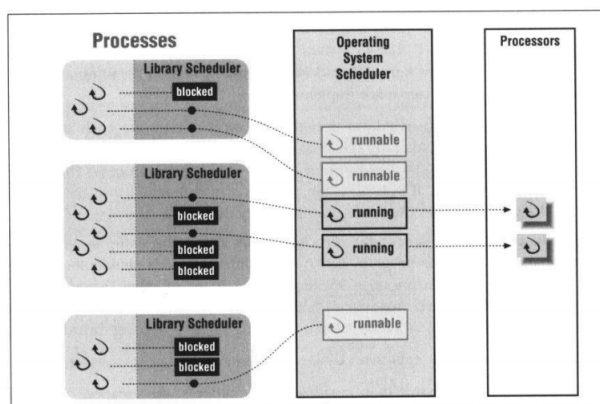 Processes
Library Scheduler
blocked
Library Scheduler
blocked
blocked
blocked
Library Scheduler
blocked
blocked
Operating
System
Scheduler
runnable
runnable
running
running
runnable
Processors